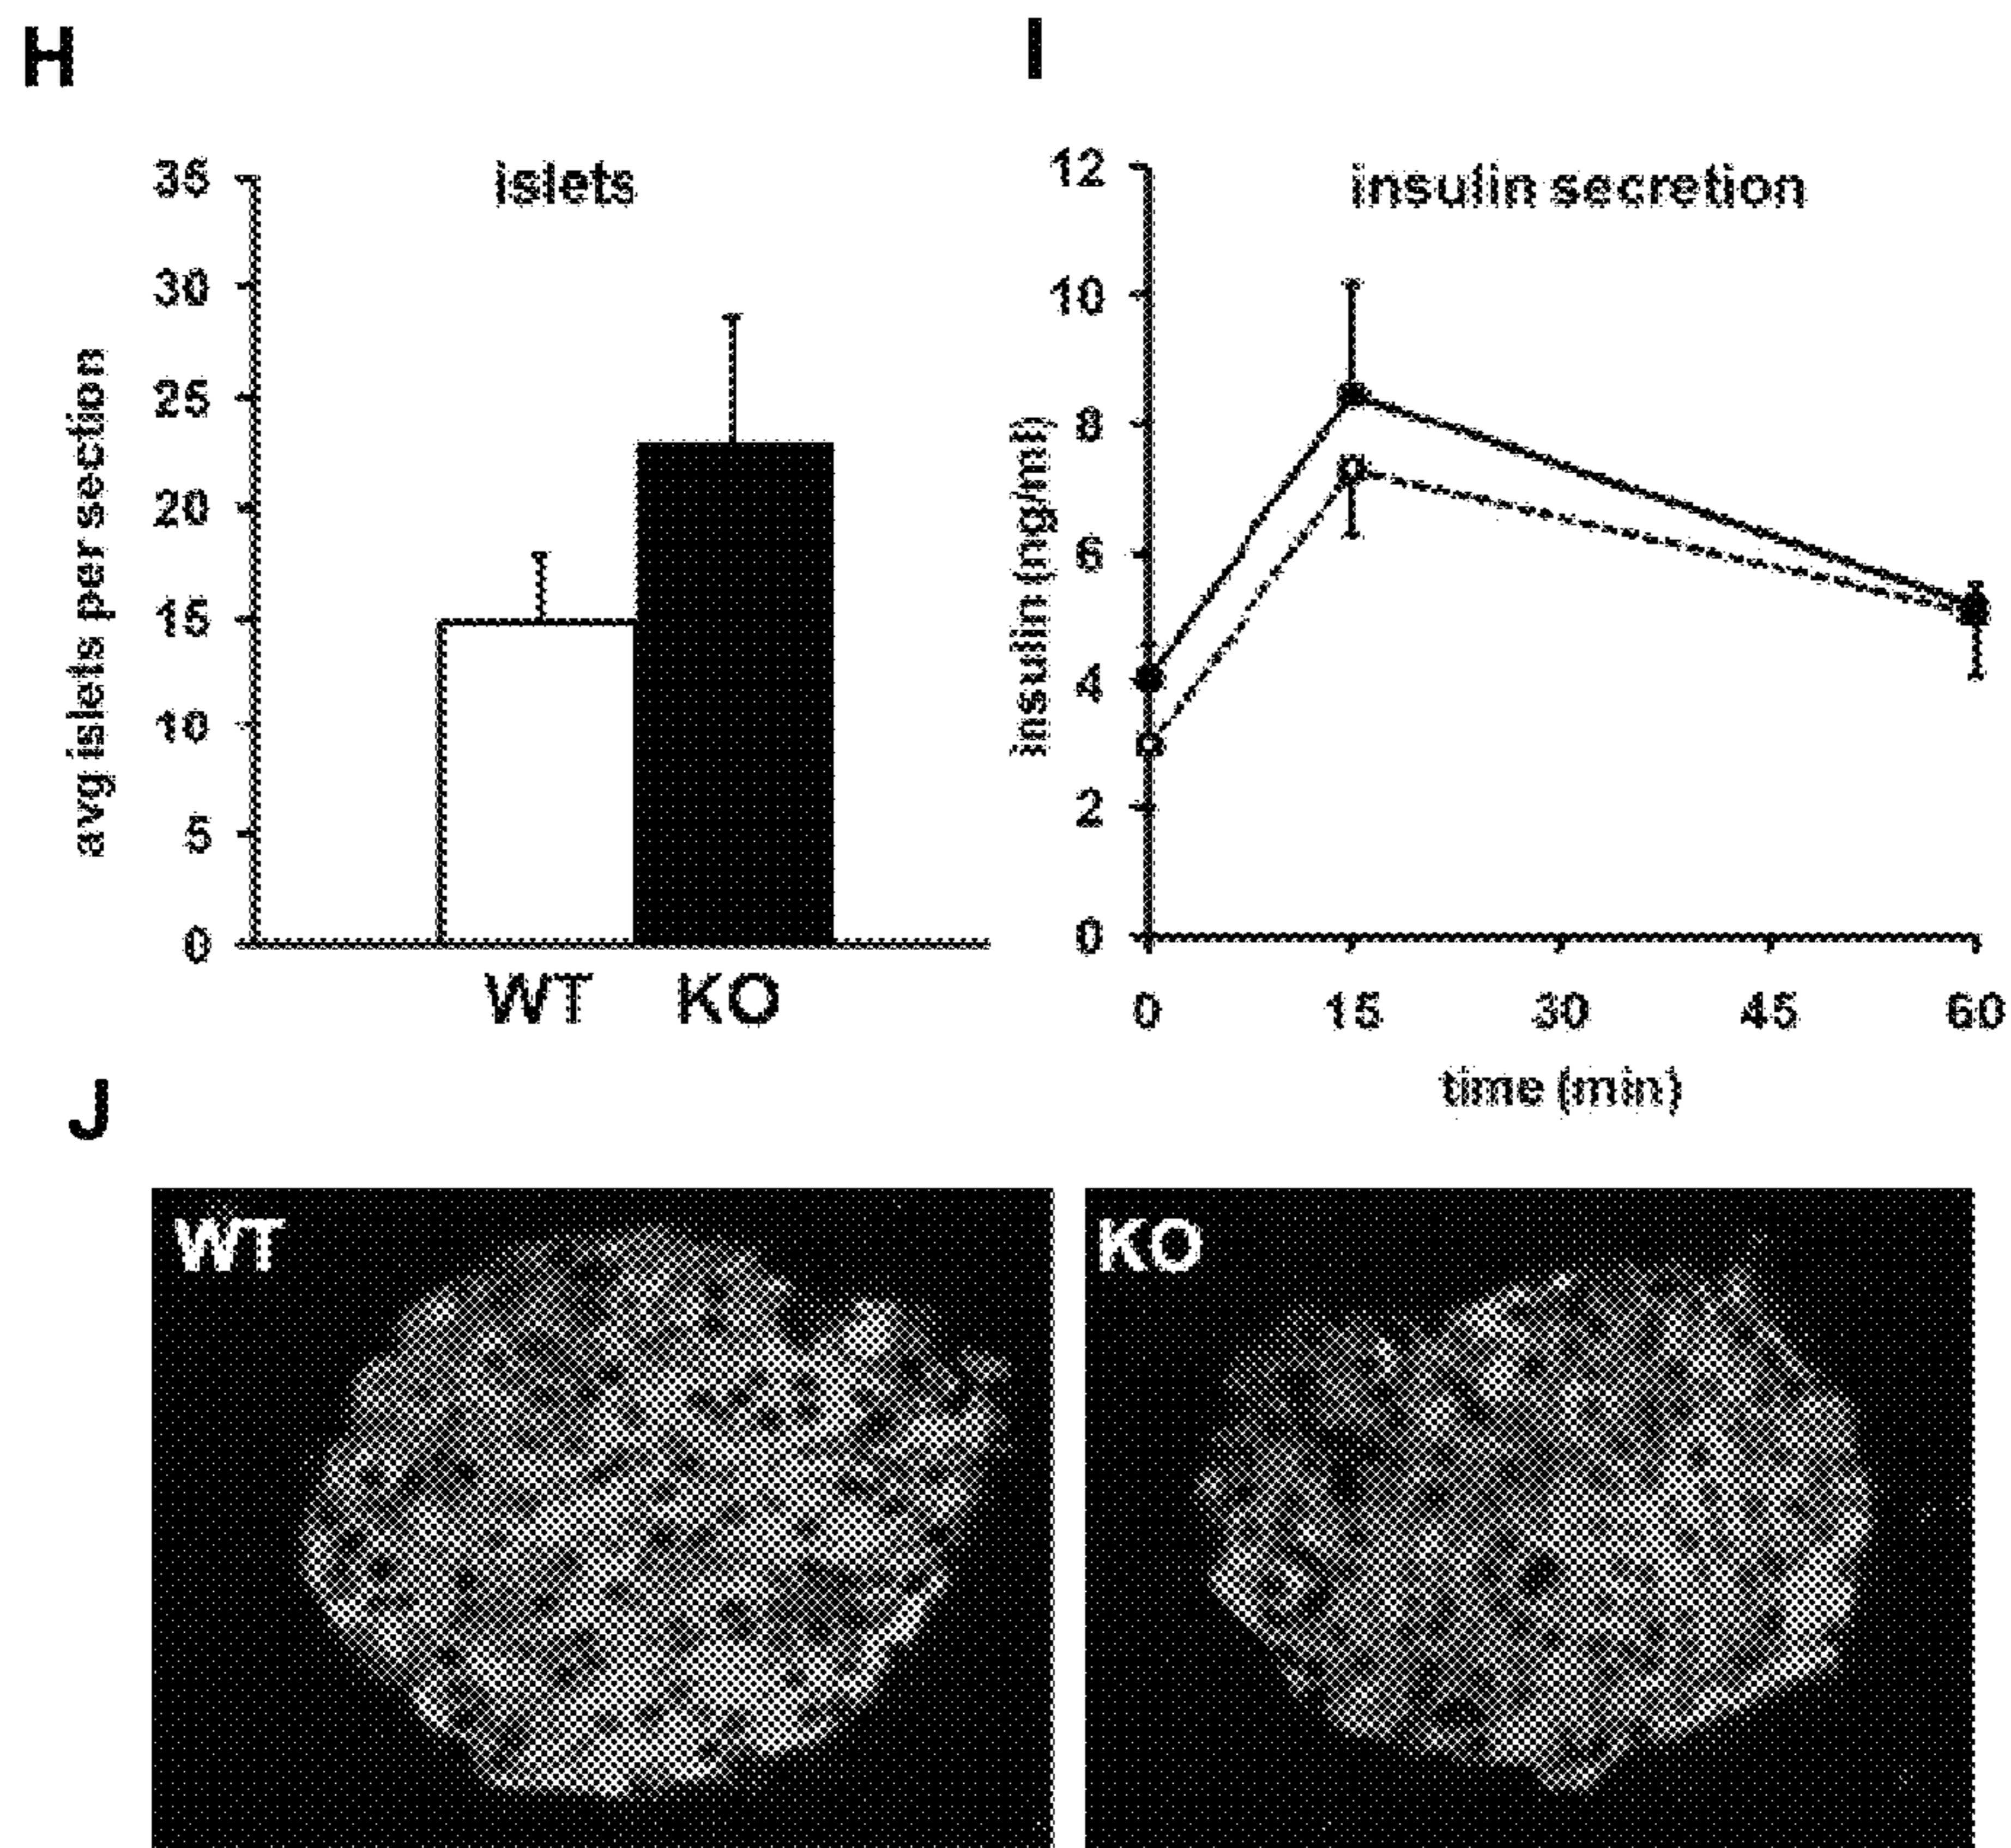 H
islets
35
30
25
20
15
10
5
0
avg islets per section
WT KO
I
insulin secretion
12
10
8
6
4
2
0
insulin (ng/ml)
0 15 30 45 60
time (min)
J
WT
KO